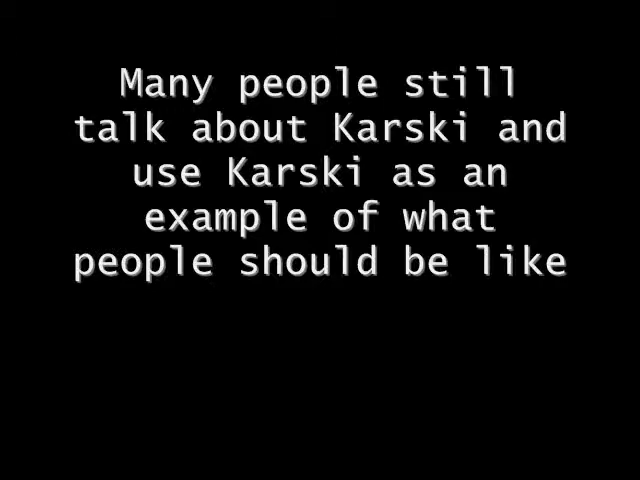 Many people still
talk about Karski and
use Karski as an
example of what
people should be like